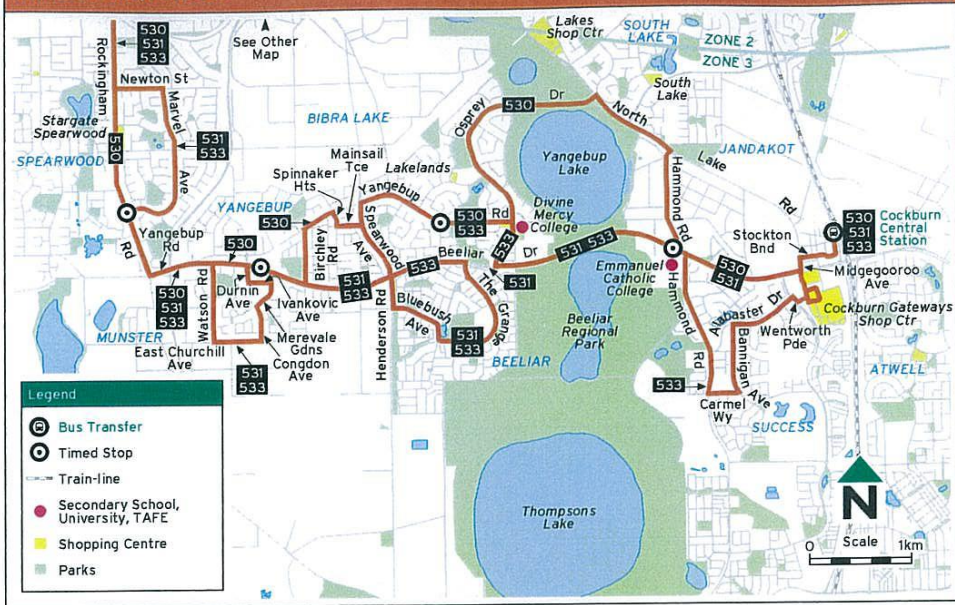 530
531
533
Rockingham
Newton St
See Other
Map
Lakes
Shop Ctr
SOUTH
LAKE
ZONE 2
ZONE 3
South
Lake
Stargate
Spearwood
SPEARWOOD
530
Marvel
Ave
531
533
BIBRA LAKE
Osprey
530
Dr
North
Lake
Rd
JANDAKOT
Yangebup
Lake
Mainsail
Tce
Lakelands
Spinnaker
Hts
Yangebup
YANGEBUP
530
530
533
Rd
Divine
Mercy
College
Hammond
Rd
530
531
533
Cockburn
Central
Station
Stockton
Bnd
Midgegooroo
Ave
Rd
Yangebup
Rd
530
Birchley
Rd
Spearwood
Ave
Beeliar
Dr
533
533
531 533
531
530
531
533
Watson Rd
Durnin
Ave
Ivankovic
Ave
531
533
Henderson Rd
Bluebush
Ave
The Grange
531
533
Emmanuel
Catholic
College
530
531
Hammond
Rd
Alabaster Dr
Wentworth
Pde
Cockburn Gateways
Shop Ctr
MUNSTER
East Churchill
Ave
Merevale
Gdns
Congdon
Ave
531
533
BEELIAR
Beeliar
Regional
Park
533
Bannigan Ave
Carmel
Wy
SUCCESS
ATWELL
Thompsons
Lake
Legend
Bus Transfer
Timed Stop
Train-line
Secondary School,
University, TAFE
Shopping Centre
Parks
N
Scale
0 1km